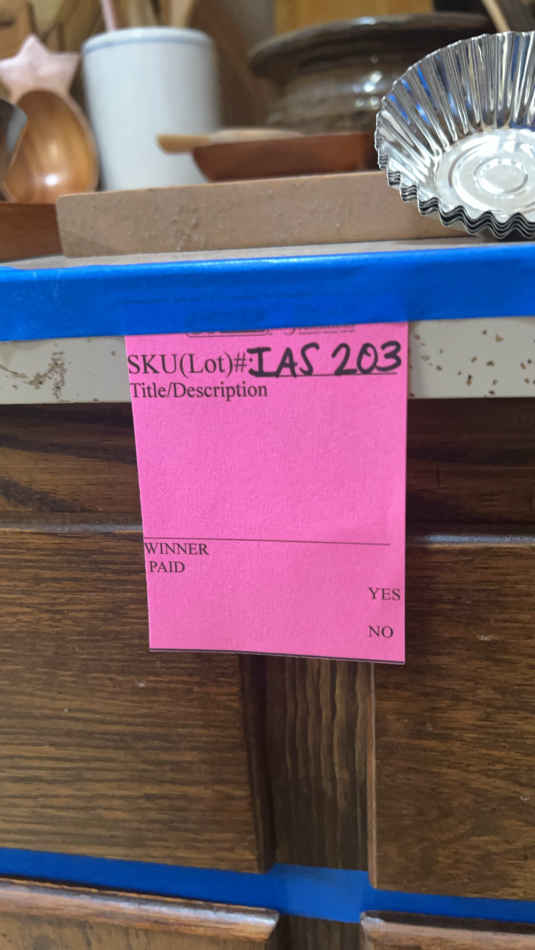 SKU(Lot)#IAS 203
Title/Description
WINNER
PAID
YES
NO